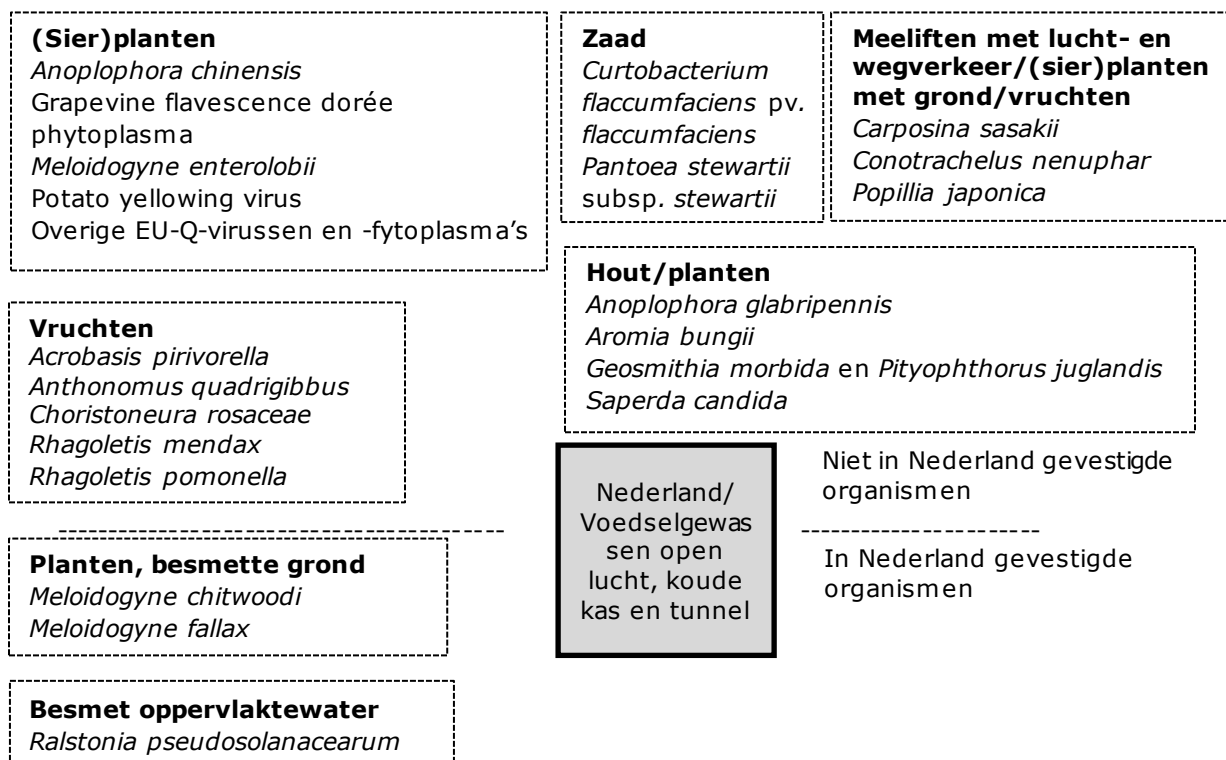 (Sier)planten
Anoplophora chinensis
Grapevine flavescence dorée
phytoplasma
Meloidogyne enterolobii
Potato yellowing virus
Overige EU-Q-virussen en -fytoplasma's
Zaad
Curtobacterium
flaccumfaciens pv.
flaccumfaciens
Pantoea stewartii
subsp. stewartii
Meeliften met lucht- en
wegverkeer/(sier)planten
met grond/vruchten
Carposina sasakii
Conotrachelus nenuphar
Popillia japonica
Hout/planten
Anoplophora glabripennis
Aromia bungii
Geosmithia morbida en Pityophthorus juglandis
Saperda candida
Vruchten
Acrobasis pirivorella
Anthonomus quadrigibbus
Choristoneura rosaceae
Rhagoletis mendax
Rhagoletis pomonella
Nederland/
Voedselgewas
sen open
lucht, koude
kas en tunnel
Niet in Nederland gevestigde
organismen
In Nederland gevestigde
organismen
Planten, besmette grond
Meloidogyne chitwoodi
Meloidogyne fallax
Besmet oppervlaktewater
Ralstonia pseudosolanacearum